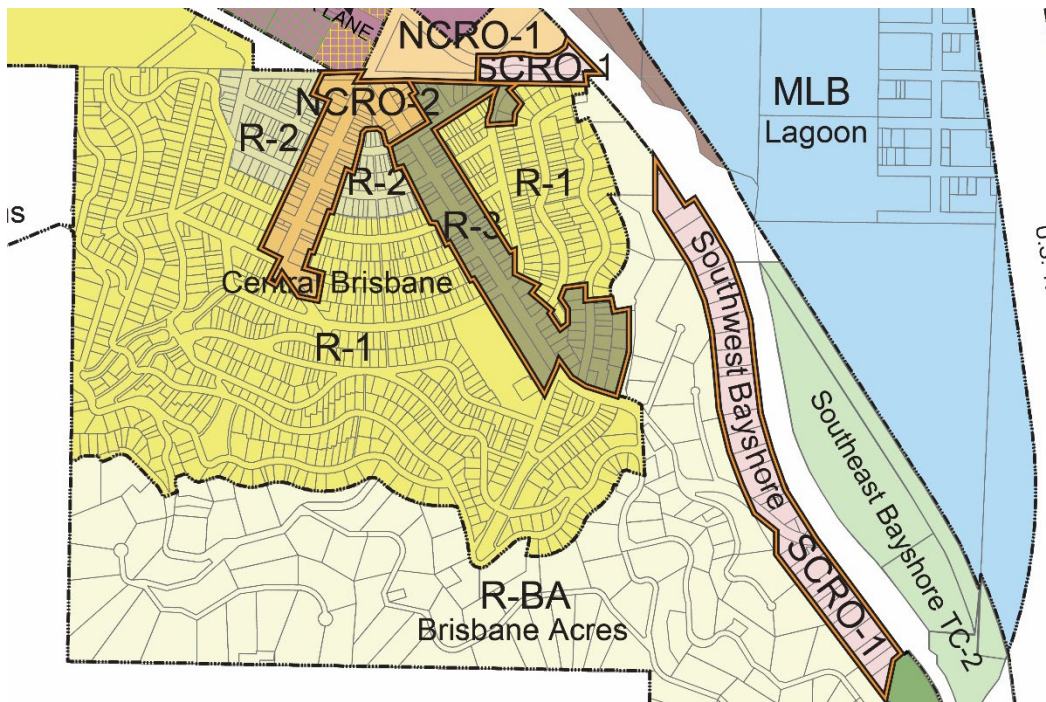 LANE
NCRO-1
SCRO-1
NCRO-2
MLB
Lagoon
R-2
R-2
R-1
R-3
s
U.S.
Central Brisbane
R-1
Southwest Bayshore
Southeast Bayshore TC-2
SCRO-1
R-BA
Brisbane Acres